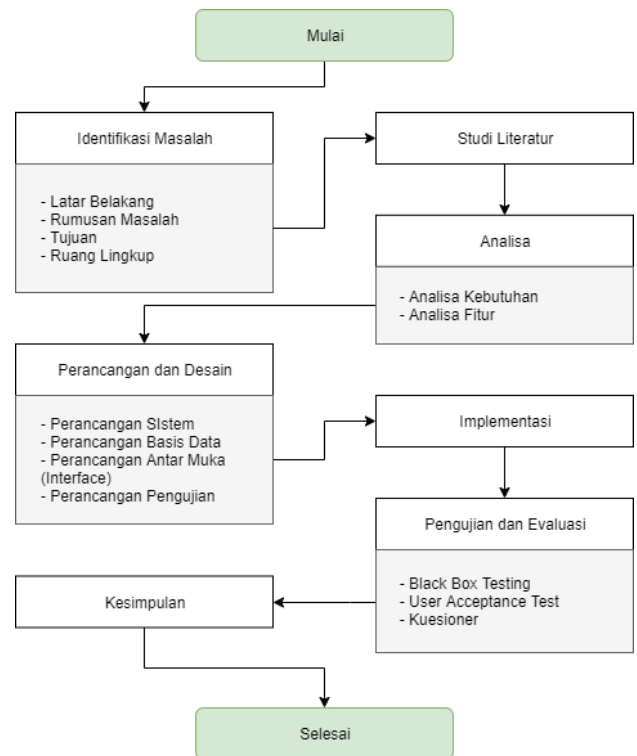 Mulai
Identifikasi Masalah
- Latar Belakang
- Rumusan Masalah
- Tujuan
- Ruang Lingkup
Studi Literatur
Analisa
- Analisa Kebutuhan
- Analisa Fitur
Perancangan dan Desain
- Perancangan SIstem
- Perancangan Basis Data
- Perancangan Antar Muka
(Interface)
- Perancangan Pengujian
Implementasi
Pengujian dan Evaluasi
- Black Box Testing
- User Acceptance Test
- Kuesioner
Kesimpulan
Selesai